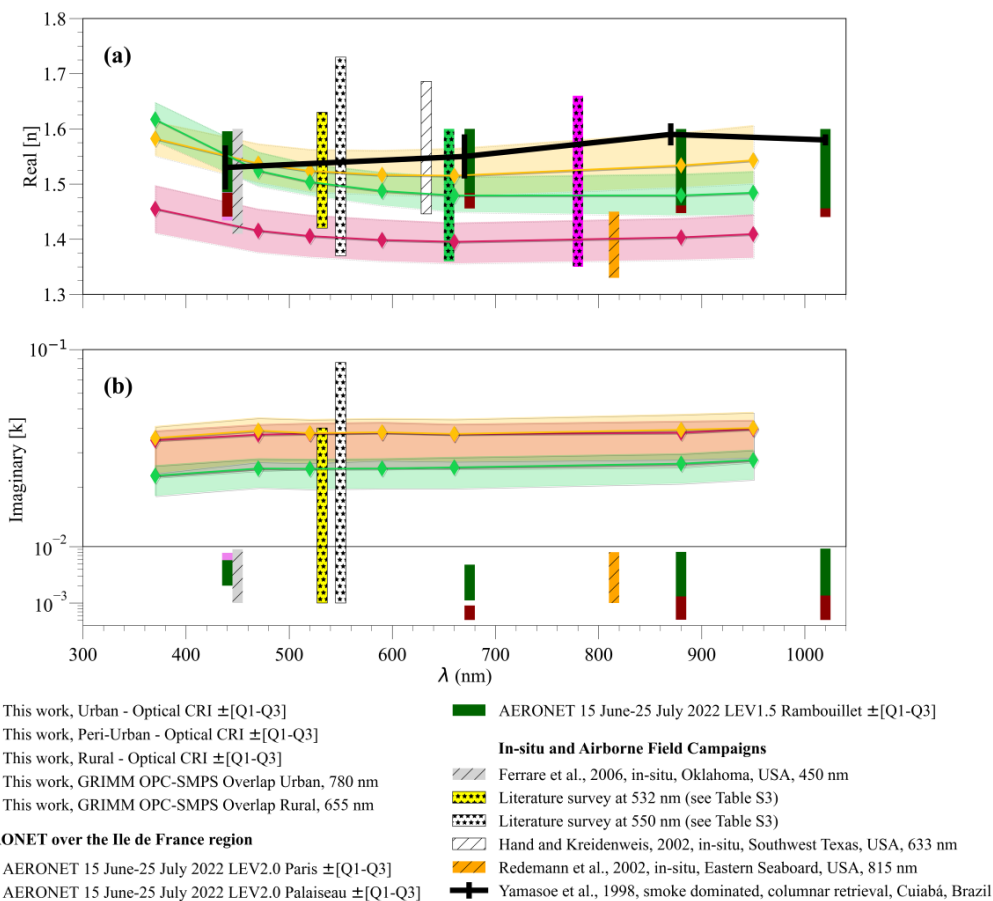 1.8
(a)
1.7
1.6
1.5
1.4
1.3
Real [n]
10⁻¹
(b)
10⁻²
10⁻³
Imaginary [k]
300 400 500 600 700 800 900 1000
λ (nm)
This work, Urban - Optical CRI ±[Q1-Q3]
This work, Peri-Urban - Optical CRI ±[Q1-Q3]
This work, Rural - Optical CRI ±[Q1-Q3]
This work, GRIMM OPC-SMPS Overlap Urban, 780 nm
This work, GRIMM OPC-SMPS Overlap Rural, 655 nm
RONET over the Ile de France region
AERONET 15 June-25 July 2022 LEV2.0 Paris ±[Q1-Q3]
AERONET 15 June-25 July 2022 LEV2.0 Palaiseau ±[Q1-Q3]
AERONET 15 June-25 July 2022 LEV1.5 Rambouillet ±[Q1-Q3]
In-situ and Airborne Field Campaigns
Ferrare et al., 2006, in-situ, Oklahoma, USA, 450 nm
Literature survey at 532 nm (see Table S3)
Literature survey at 550 nm (see Table S3)
Hand and Kreidenweis, 2002, in-situ, Southwest Texas, USA, 633 nm
Redemann et al., 2002, in-situ, Eastern Seaboard, USA, 815 nm
Yamasoe et al., 1998, smoke dominated, columnar retrieval, Cuiabá, Brazil